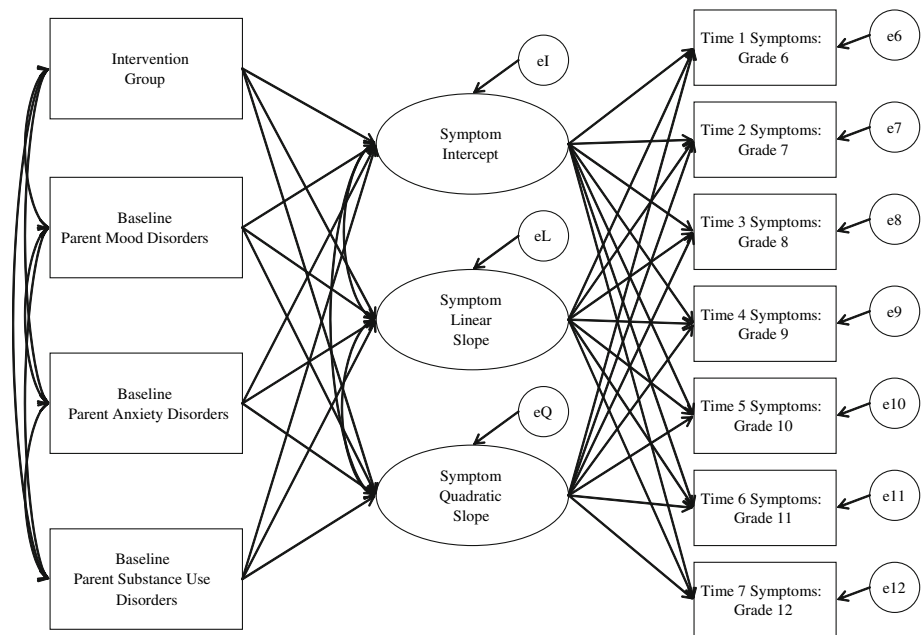 Intervention
Group
Baseline
Parent Mood Disorders
Baseline
Parent Anxiety Disorders
Baseline
Parent Substance Use
Disorders
eI
Symptom
Intercept
eL
Symptom
Linear
Slope
eQ
Symptom
Quadratic
Slope
Time 1 Symptoms:
Grade 6
e6
Time 2 Symptoms:
Grade 7
e7
Time 3 Symptoms:
Grade 8
e8
Time 4 Symptoms:
Grade 9
e9
Time 5 Symptoms:
Grade 10
e10
Time 6 Symptoms:
Grade 11
e11
Time 7 Symptoms:
Grade 12
e12